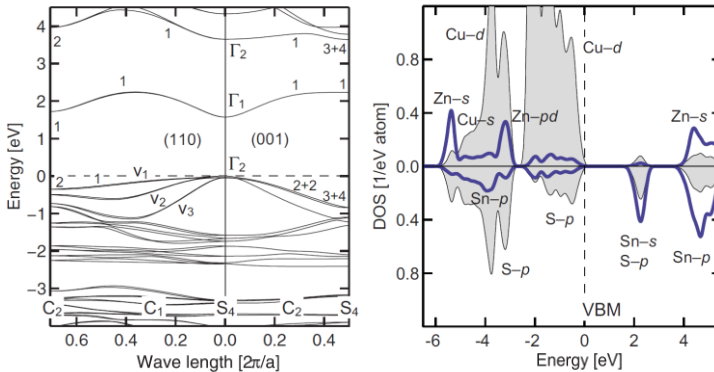 4
3
2
1
0
−1
−2
−3
Energy [eV]
2
1
1
Γ₂
1
3+4
1
Γ₁
1
1
(110)
(001)
Γ₂
2
1
V₁
V₂
V₃
2+2
3+4
C₂
C₁
S₄
C₂
S₄
0.6
0.4
0.2
0.0
0.2
0.4
Wave length [2π/a]
DOS [1/eV atom]
0.8
0.4
0.0
0.4
0.8
Cu–d
Cu–d
Zn–s
Cu–s
Zn–pd
Zn–s
Sn–p
S–p
S–p
Sn–s
S–p
Sn–p
VBM
-6
-4
-2
0
2
4
Energy [eV]